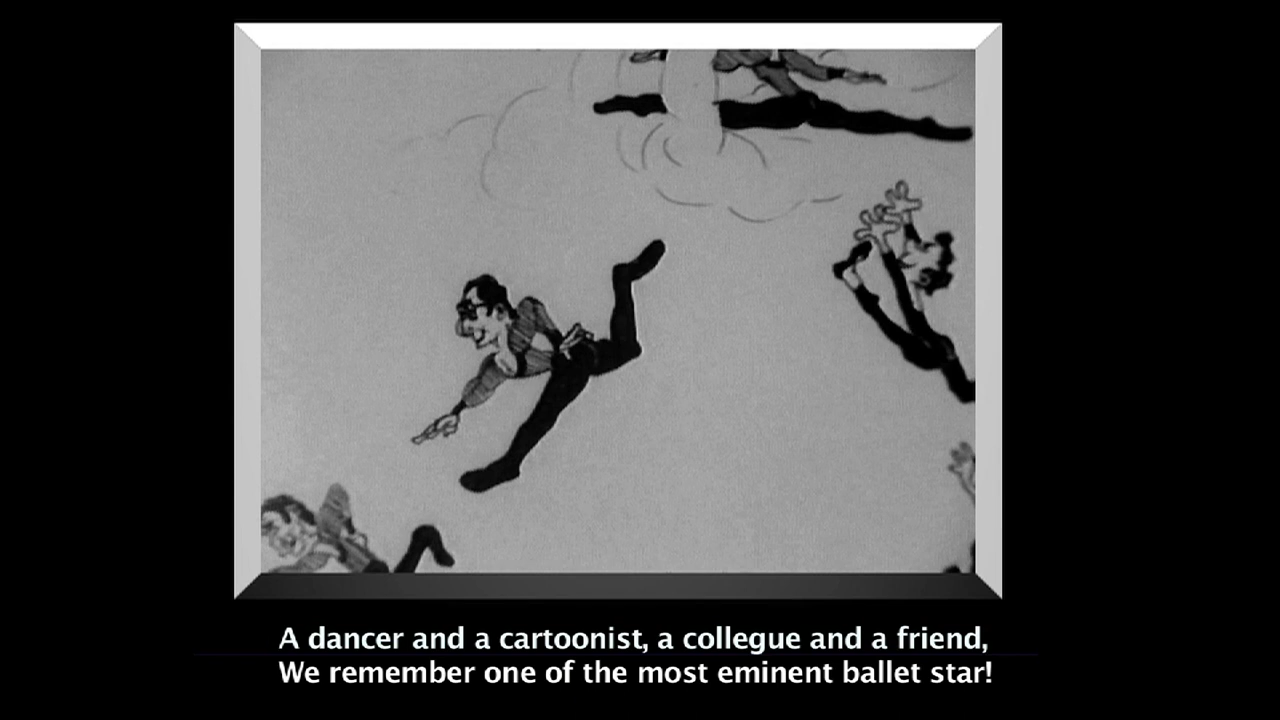 A dancer and a cartoonist, a collegue and a friend,
We remember one of the most eminent ballet star!